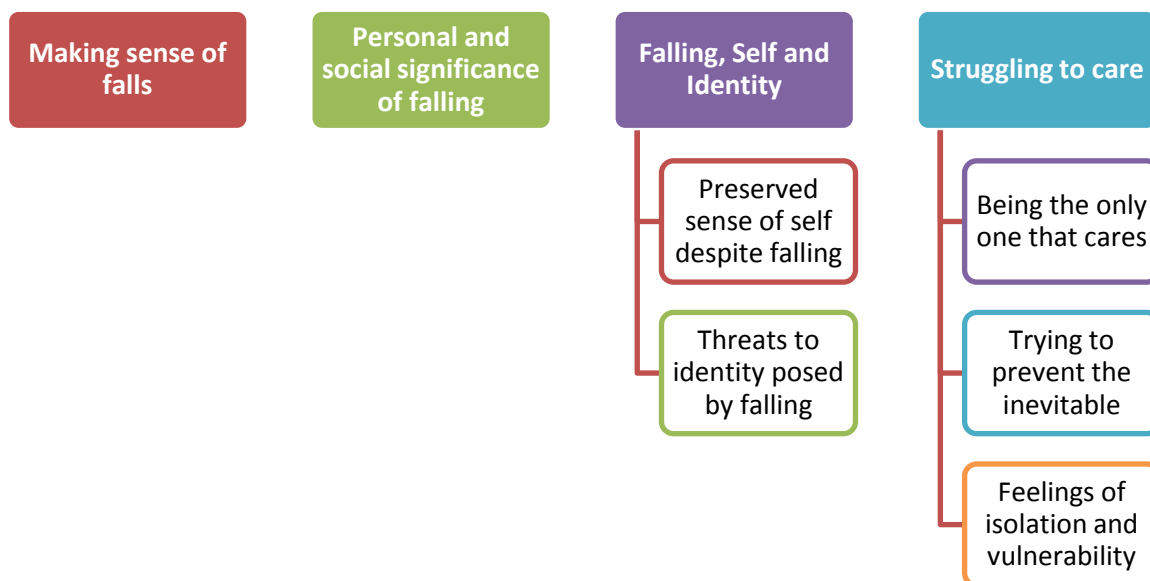 Making sense of
falls
Personal and
social significance
of falling
Falling, Self and
Identity
Preserved
sense of self
despite falling
Threats to
identity posed
by falling
Struggling to care
Being the only
one that cares
Trying to
prevent the
inevitable
Feelings of
isolation and
vulnerability